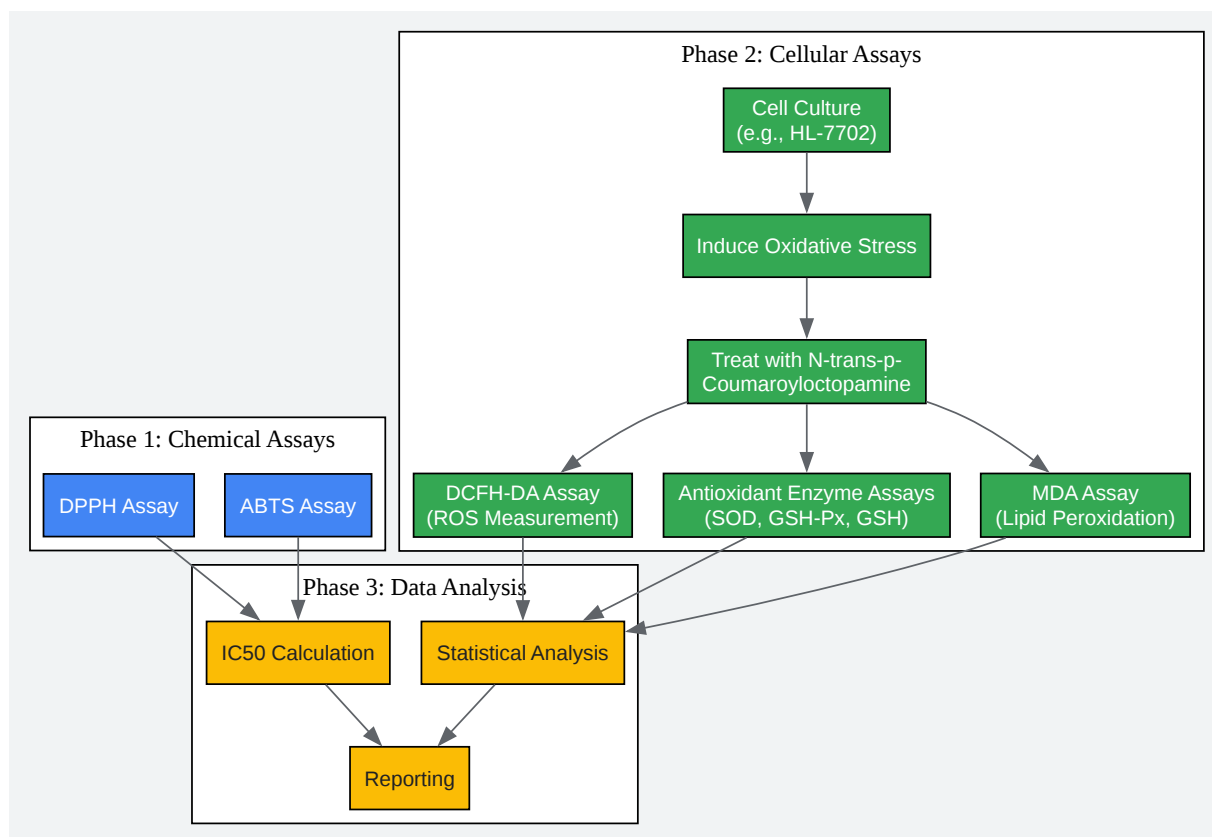 Phase 2: Cellular Assays
Cell Culture
(e.g., HL-7702)
Induce Oxidative Stress
Treat with N-trans-p-
Coumaroyloctopamine
Phase 1: Chemical Assays
DPPH Assay
ABTS Assay
DCFH-DA Assay
(ROS Measurement)
Antioxidant Enzyme Assays
(SOD, GSH-Px, GSH)
MDA Assay
(Lipid Peroxidation)
Phase 3: Data Analysis
IC50 Calculation
Statistical Analysis
Reporting